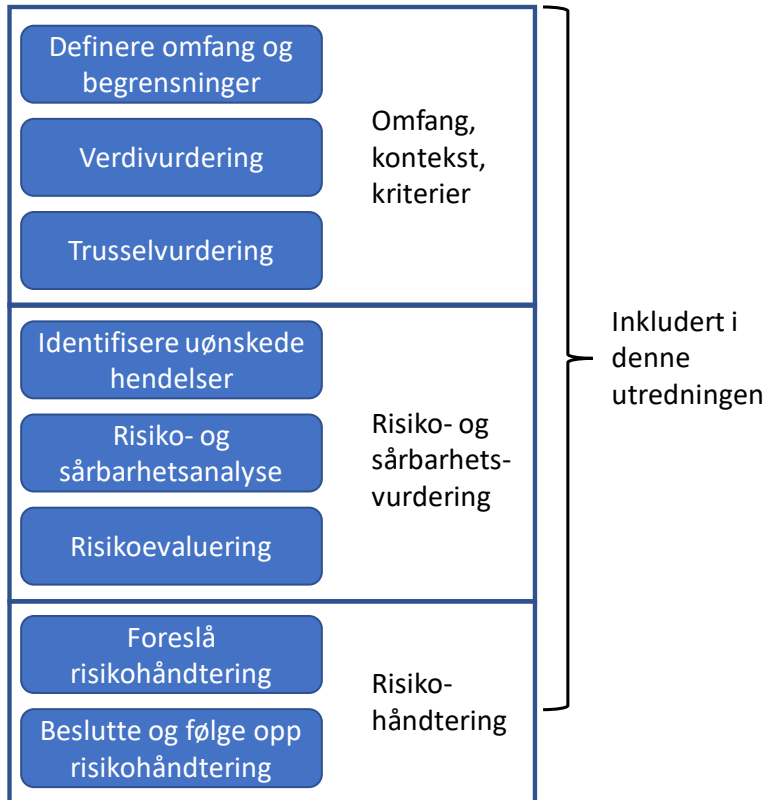 Definere omfang og
begrensninger
Verdivurdering
Trusselvurdering
Omfang,
kontekst,
kriterier
Identifisere uønskede
hendelser
Risiko- og
sårbarhetsanalyse
Risikoevaluering
Risiko- og
sårbarhets-
vurdering
Foreslå
risikohåndtering
Beslutte og følge opp
risikohåndtering
Risiko-
håndtering
Inkludert i
denne
utredningen